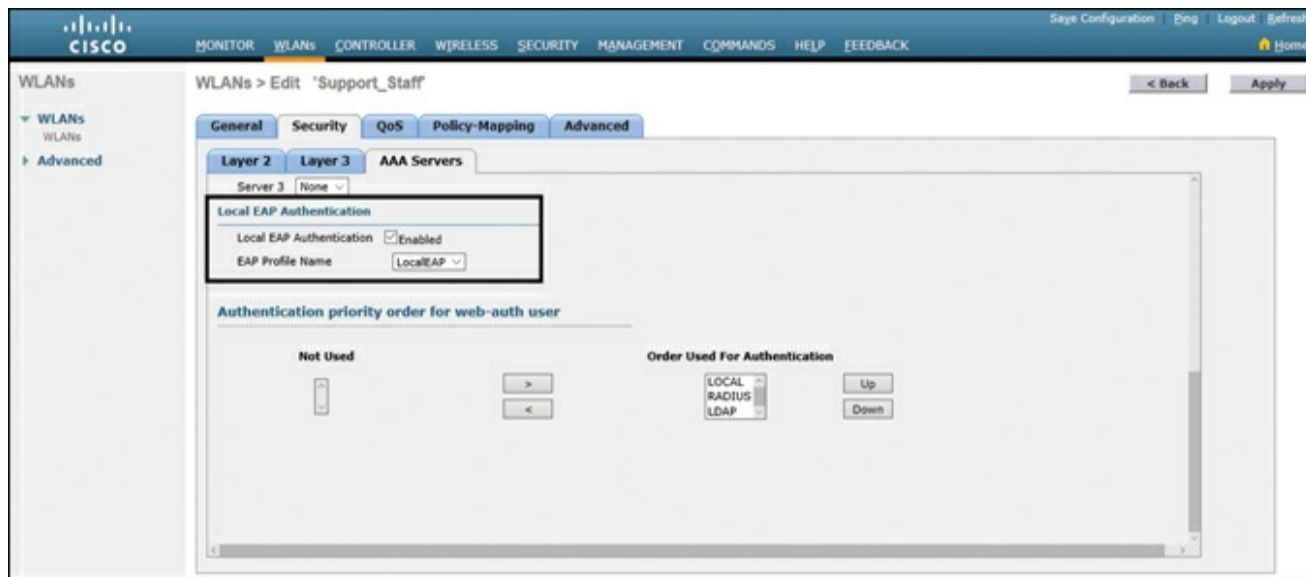 Save Configuration | Ping | Logout | Refresh
CISCO MONITOR WLANs CONTROLLER WIRELESS SECURITY MANAGEMENT COMMANDS HELP FEEDBACK Home
WLANs
WLANs
WLANs
Advanced
WLANs > Edit 'Support_Staff'
< Back Apply
General Security QoS Policy-Mapping Advanced
Layer 2 Layer 3 AAA Servers
Server 3 None
Local EAP Authentication
Local EAP Authentication Enabled
EAP Profile Name LocalEAP
Authentication priority order for web-auth user
Not Used Order Used For Authentication
> LOCAL Up
RADIUS
< LDAP Down